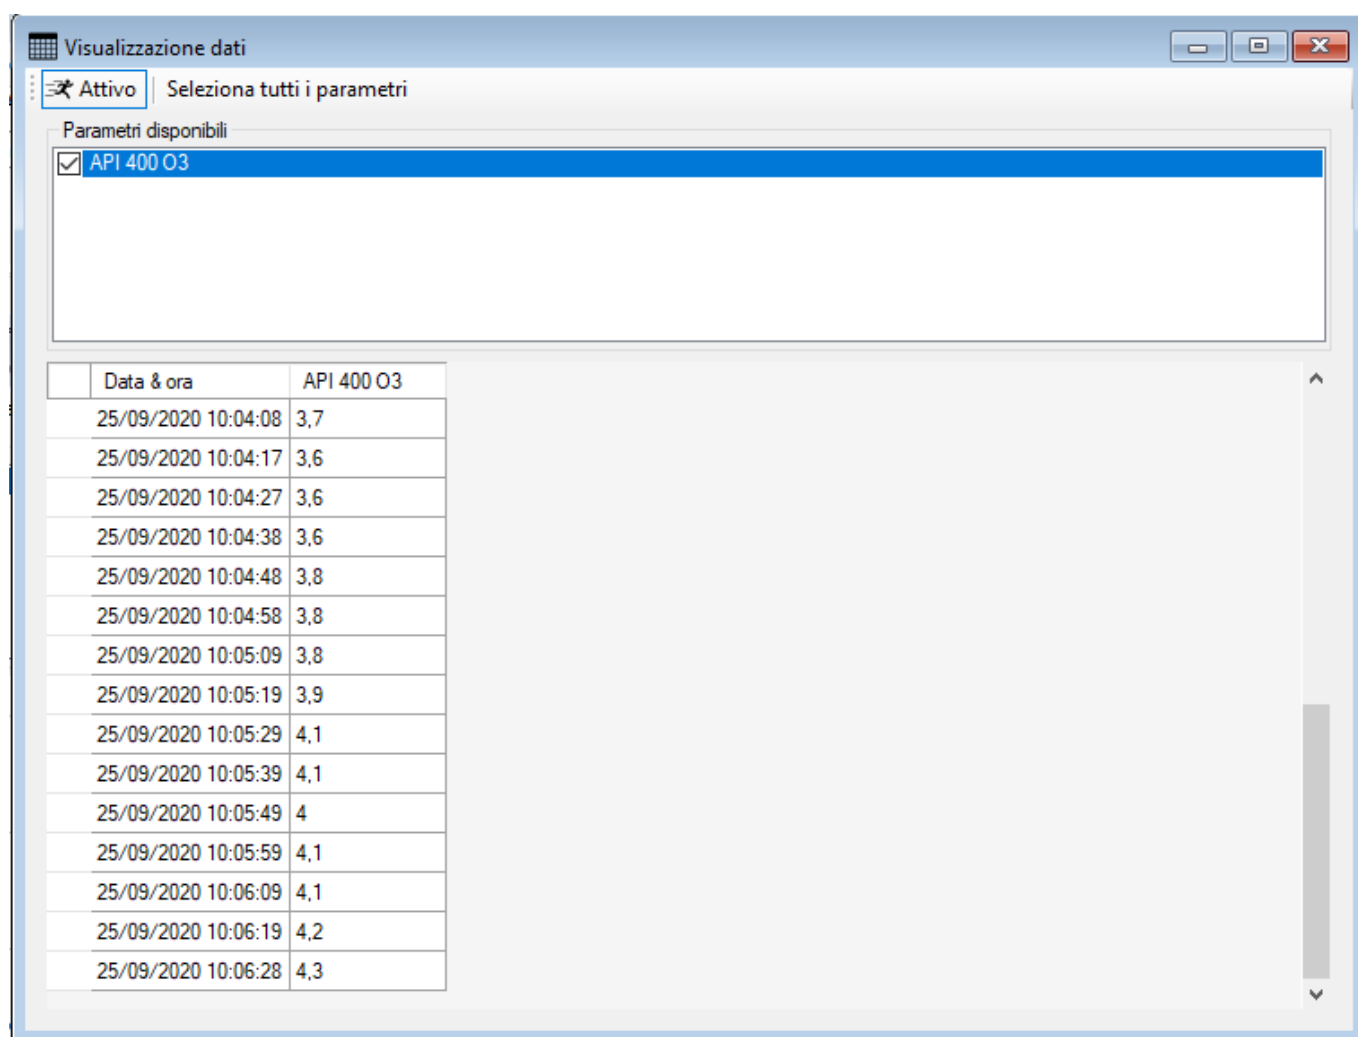 Visualizzazione dati
Attivo Seleziona tutti i parametri
Parametri disponibili
API 400 O3
Data & ora API 400 O3
25/09/2020 10:04:08 3,7
25/09/2020 10:04:17 3,6
25/09/2020 10:04:27 3,6
25/09/2020 10:04:38 3,6
25/09/2020 10:04:48 3,8
25/09/2020 10:04:58 3,8
25/09/2020 10:05:09 3,8
25/09/2020 10:05:19 3,9
25/09/2020 10:05:29 4,1
25/09/2020 10:05:39 4,1
25/09/2020 10:05:49 4
25/09/2020 10:05:59 4,1
25/09/2020 10:06:09 4,1
25/09/2020 10:06:19 4,2
25/09/2020 10:06:28 4,3